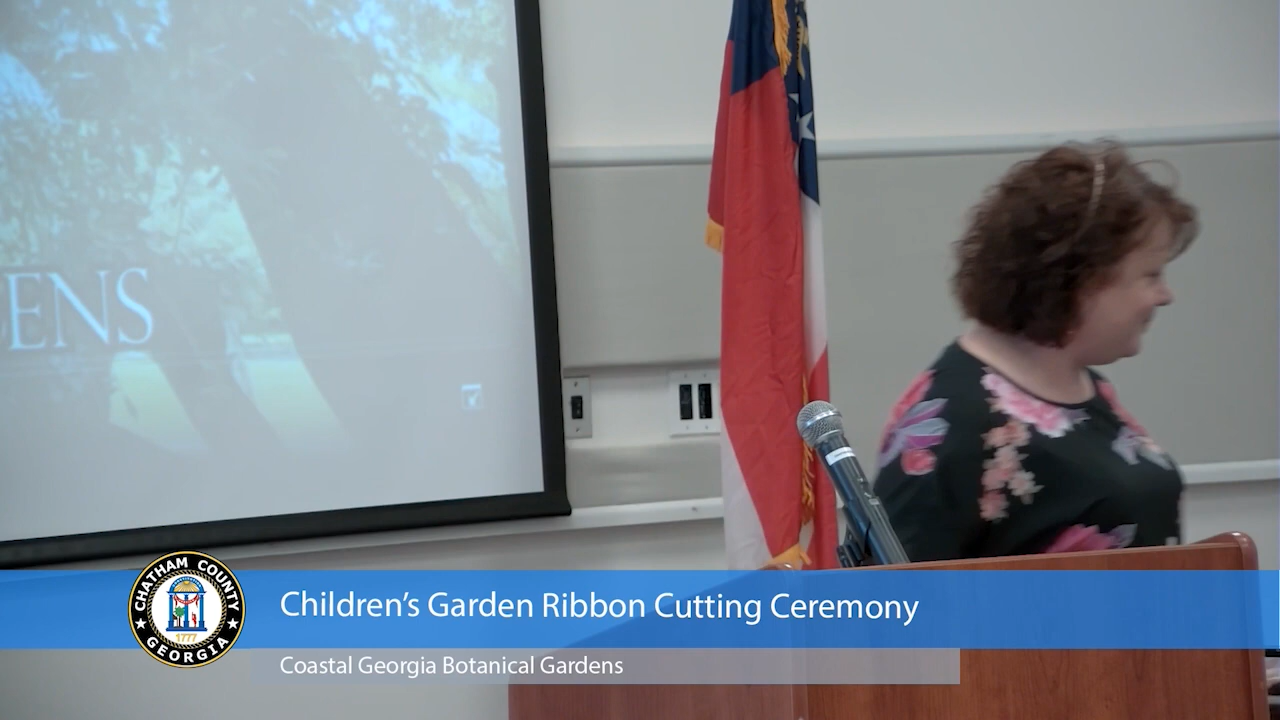 ENS
CHATHAM COUNTY
1777
GEORGIA
Children's Garden Ribbon Cutting Ceremony
Coastal Georgia Botanical Gardens